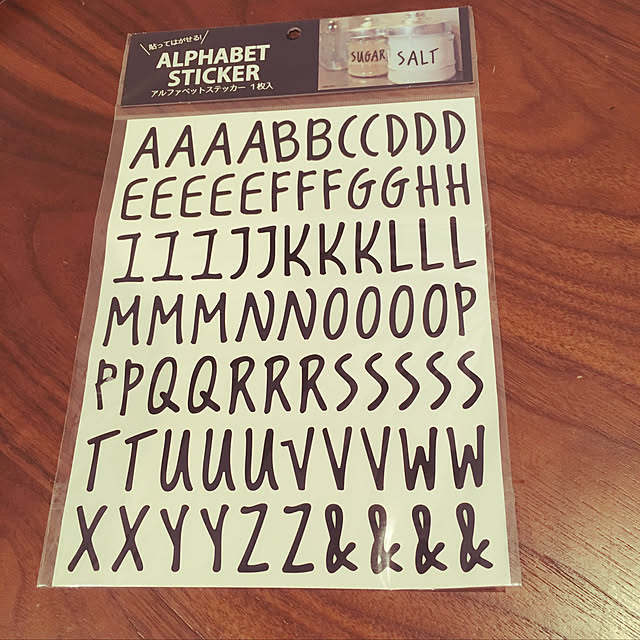 貼ってはがせる!
ALPHABET
STICKER
アルファベットステッカー 1枚入
SUGAR SALT
AAAABBCCDDD
EEEEEFFFGGHH
IIIJJKKKLLL
MMMNNOOOOP
PPQQRRRSSSSS
TTUUUVVVWW
XXYYZZ&&&&